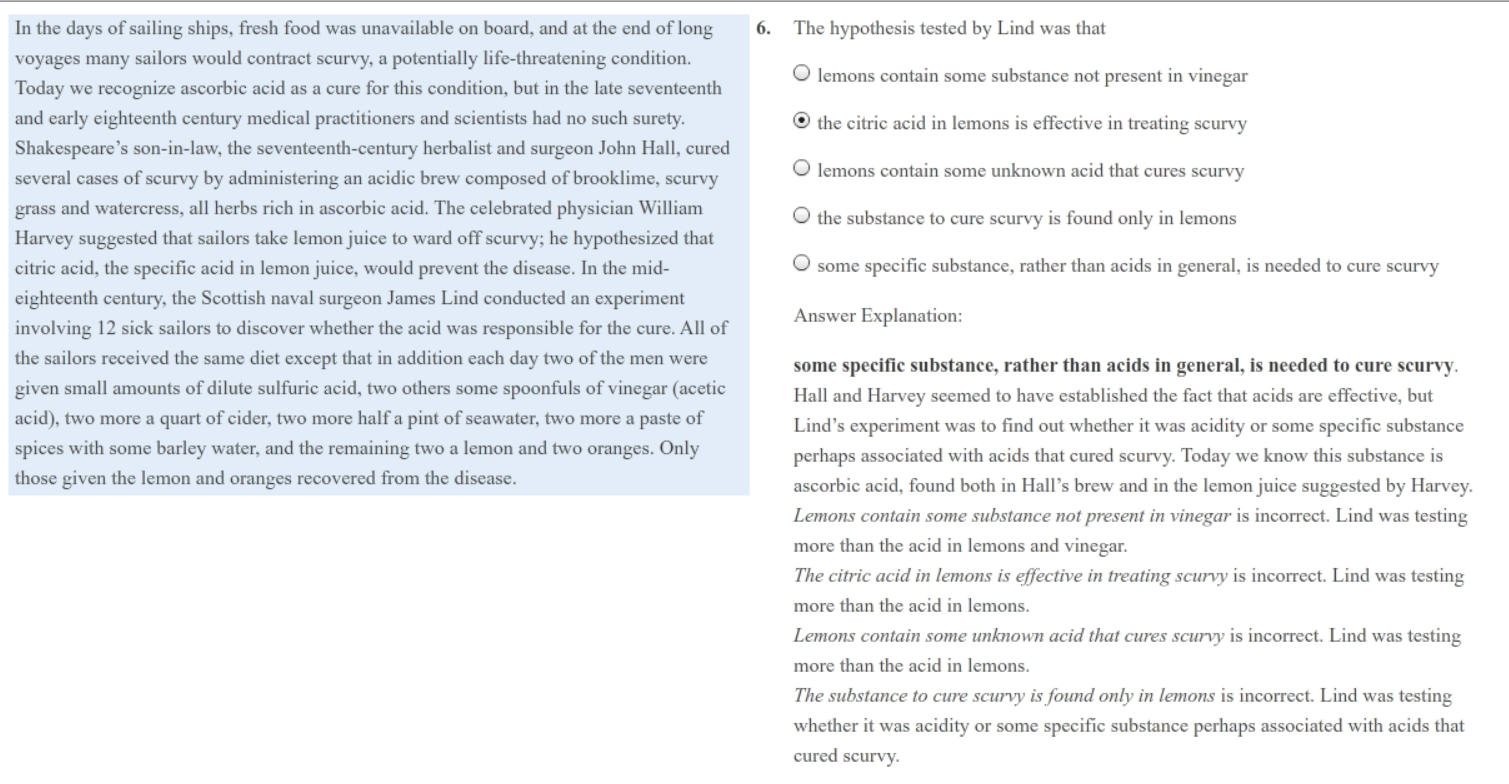 In the days of sailing ships, fresh food was unavailable on board, and at the end of long
voyages many sailors would contract scurvy, a potentially life-threatening condition.
Today we recognize ascorbic acid as a cure for this condition, but in the late seventeenth
and early eighteenth century medical practitioners and scientists had no such surety.
Shakespeare's son-in-law, the seventeenth-century herbalist and surgeon John Hall, cured
several cases of scurvy by administering an acidic brew composed of brooklime, scurvy
grass and watercress, all herbs rich in ascorbic acid. The celebrated physician William
Harvey suggested that sailors take lemon juice to ward off scurvy; he hypothesized that
citric acid, the specific acid in lemon juice, would prevent the disease. In the mid-
eighteenth century, the Scottish naval surgeon James Lind conducted an experiment
involving 12 sick sailors to discover whether the acid was responsible for the cure. All of
the sailors received the same diet except that in addition each day two of the men were
given small amounts of dilute sulfuric acid, two others some spoonfuls of vinegar (acetic
acid), two more a quart of cider, two more half a pint of seawater, two more a paste of
spices with some barley water, and the remaining two a lemon and two oranges. Only
those given the lemon and oranges recovered from the disease.
6. The hypothesis tested by Lind was that
lemons contain some substance not present in vinegar
the citric acid in lemons is effective in treating scurvy
lemons contain some unknown acid that cures scurvy
the substance to cure scurvy is found only in lemons
some specific substance, rather than acids in general, is needed to cure scurvy
Answer Explanation:
some specific substance, rather than acids in general, is needed to cure scurvy.
Hall and Harvey seemed to have established the fact that acids are effective, but
Lind's experiment was to find out whether it was acidity or some specific substance
perhaps associated with acids that cured scurvy. Today we know this substance is
ascorbic acid, found both in Hall's brew and in the lemon juice suggested by Harvey.
Lemons contain some substance not present in vinegar is incorrect. Lind was testing
more than the acid in lemons and vinegar.
The citric acid in lemons is effective in treating scurvy is incorrect. Lind was testing
more than the acid in lemons.
Lemons contain some unknown acid that cures scurvy is incorrect. Lind was testing
more than the acid in lemons.
The substance to cure scurvy is found only in lemons is incorrect. Lind was testing
whether it was acidity or some specific substance perhaps associated with acids that
cured scurvy.